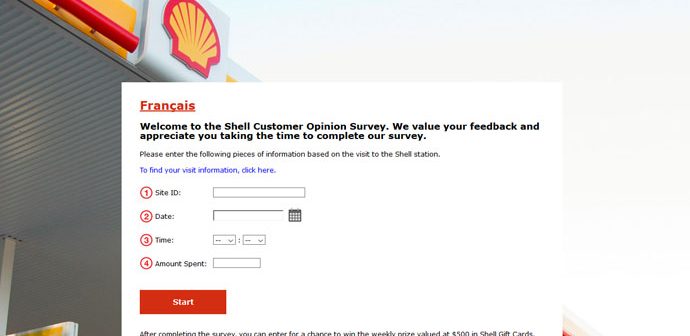 Français
Welcome to the Shell Customer Opinion Survey. We value your feedback and
appreciate you taking the time to complete our survey.
Please enter the following pieces of information based on the visit to the Shell station.
To find your visit information, click here.
1 Site ID:
2 Date:
3 Time: -- : --
4 Amount Spent:
Start
After completing the survey, you can enter for a chance to win the weekly prize valued at $500 in Shell Gift Cards.